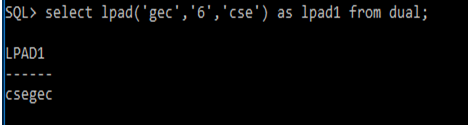 SQL> select lpad('gec','6','cse') as lpad1 from dual;
LPAD1
------
csegec